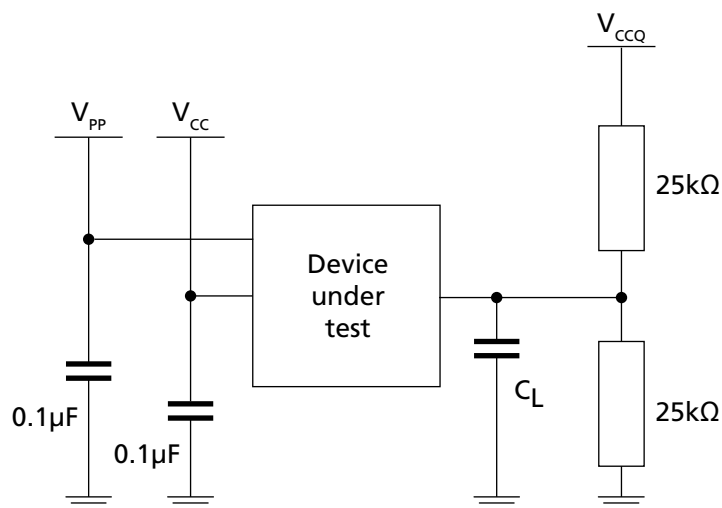 V_CCQ
V_PP
V_CC
25kΩ
Device
under
test
C_L
25kΩ
0.1μF
0.1μF